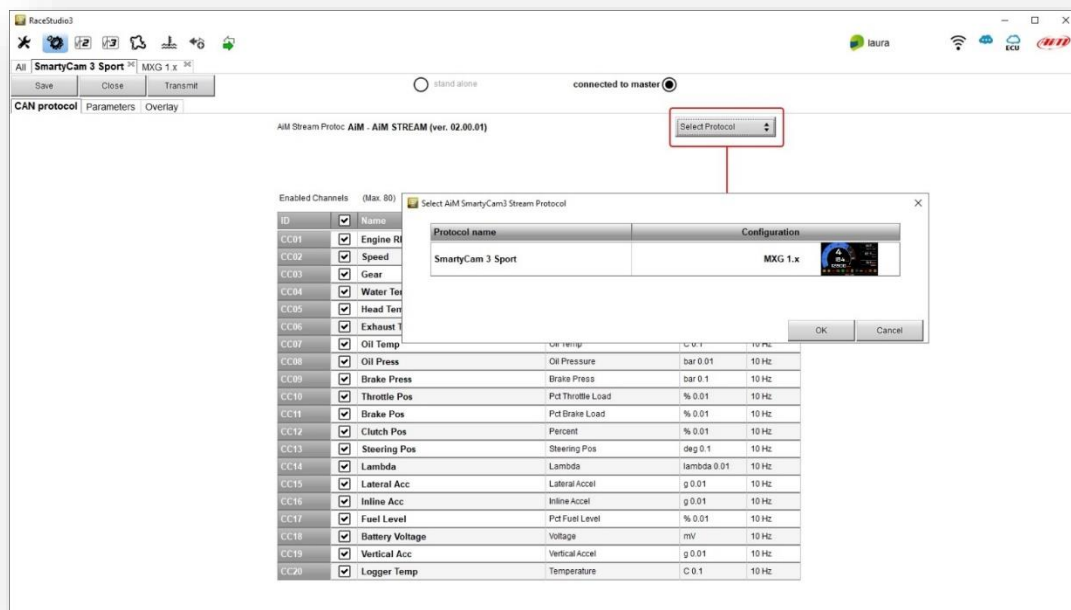 RaceStudio3
laura
ECU
All SmartyCam 3 Sport MXG 1.x
Save Close Transmit stand alone connected to master
CAN protocol Parameters Overlay
AiM Stream Protoc AiM - AiM STREAM (ver. 02.00.01) Select Protocol
Enabled Channels (Max. 80)
Select AiM SmartyCam3 Stream Protocol
ID Name
Protocol name Configuration
CC01 Engine
SmartyCam 3 Sport MXG 1.x
CC02 Speed
CC03 Gear
CC04 Water
CC05 Head
CC06 Exhaust
OK Cancel
CC07 Oil Temp Oil Temp C 0.1 10 Hz
CC08 Oil Press Oil Pressure bar 0.01 10 Hz
CC09 Brake Press Brake Press bar 0.1 10 Hz
CC10 Throttle Pos Pct Throttle Load % 0.01 10 Hz
CC11 Brake Pos Pct Brake Load % 0.01 10 Hz
CC12 Clutch Pos Percent % 0.01 10 Hz
CC13 Steering Pos Steering Pos deg 0.1 10 Hz
CC14 Lambda Lambda lambda 0.01 10 Hz
CC15 Lateral Acc Lateral Accel g 0.01 10 Hz
CC16 Inline Acc Inline Accel g 0.01 10 Hz
CC17 Fuel Level Pct Fuel Level % 0.01 10 Hz
CC18 Battery Voltage Voltage mV 10 Hz
CC19 Vertical Acc Vertical Accel g 0.01 10 Hz
CC20 Logger Temp Temperature C 0.1 10 Hz